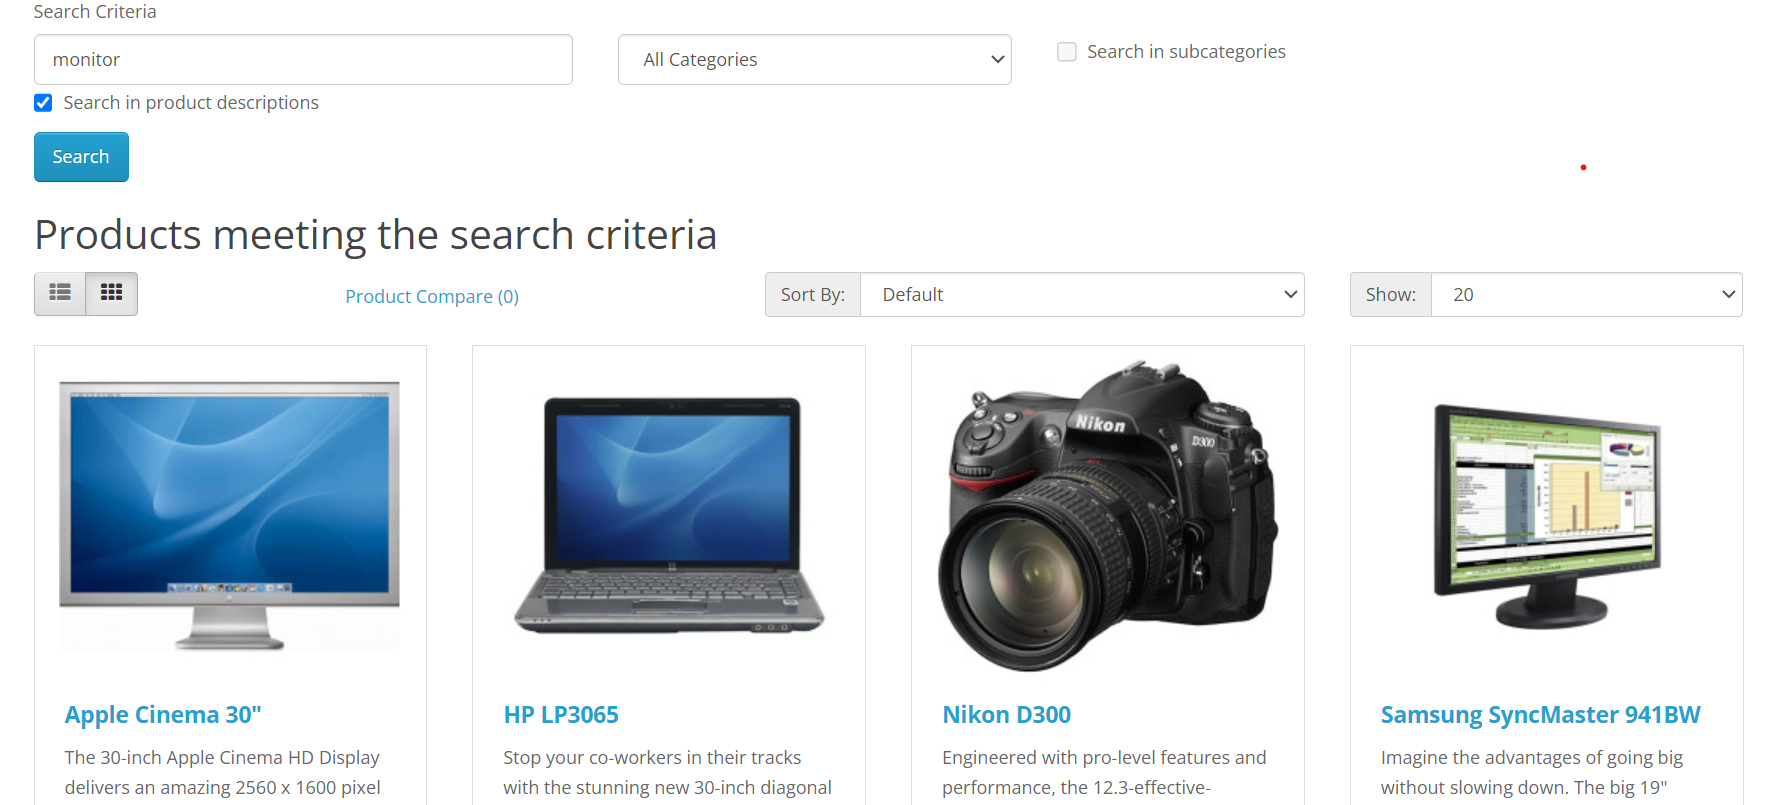 Search Criteria
monitor
All Categories
Search in subcategories
Search in product descriptions
Search
Products meeting the search criteria
Product Compare (0)
Sort By:
Default
Show:
20
Nikon
D300
Apple Cinema 30"
HP LP3065
Nikon D300
Samsung SyncMaster 941BW
The 30-inch Apple Cinema HD Display
delivers an amazing 2560 x 1600 pixel
Stop your co-workers in their tracks
with the stunning new 30-inch diagonal
Engineered with pro-level features and
performance, the 12.3-effective-
Imagine the advantages of going big
without slowing down. The big 19"